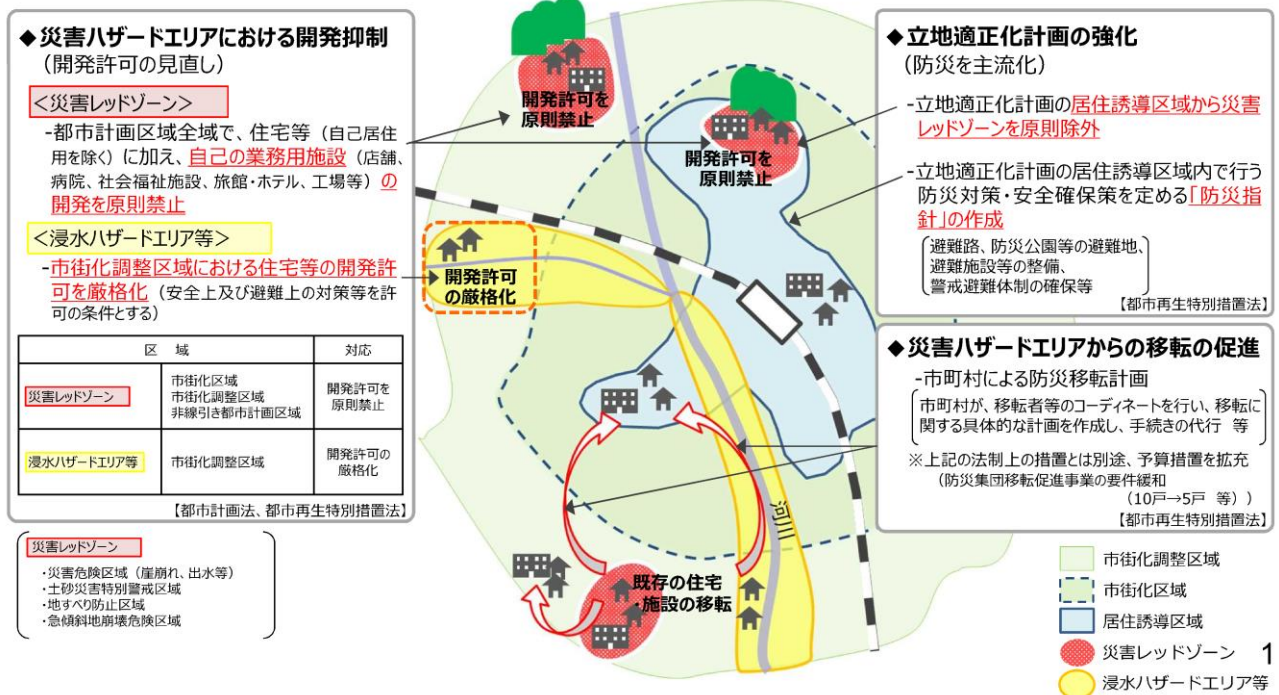 ◆災害ハザードエリアにおける開発抑制
（開発許可の見直し）
＜災害レッドゾーン＞
-都市計画区域全域で、住宅等（自己居住
用を除く）に加え、自己の業務用施設（店舗、
病院、社会福祉施設、旅館・ホテル、工場等）の
開発を原則禁止
＜浸水ハザードエリア等＞
-市街化調整区域における住宅等の開発許
可を厳格化（安全上及び避難上の対策等を許
可の条件とする）
区 域
対応
災害レッドゾーン
市街化区域
市街化調整区域
非線引き都市計画区域
開発許可を
原則禁止
浸水ハザードエリア等
市街化調整区域
開発許可の
厳格化
【都市計画法、都市再生特別措置法】
災害レッドゾーン
・災害危険区域（崖崩れ、出水等）
・土砂災害特別警戒区域
・地すべり防止区域
・急傾斜地崩壊危険区域
開発許可を
原則禁止
開発許可を
原則禁止
開発許可
の厳格化
河川
既存の住宅
・施設の移転
◆立地適正化計画の強化
（防災を主流化）
-立地適正化計画の居住誘導区域から災害
レッドゾーンを原則除外
-立地適正化計画の居住誘導区域内で行う
防災対策・安全確保策を定める「防災指
針」の作成
避難路、防災公園等の避難地、
避難施設等の整備、
警戒避難体制の確保等
【都市再生特別措置法】
◆災害ハザードエリアからの移転の促進
-市町村による防災移転計画
市町村が、移転者等のコーディネートを行い、移転に
関する具体的な計画を作成し、手続きの代行 等
※上記の法制上の措置とは別途、予算措置を拡充
（防災集団移転促進事業の要件緩和
（10戸→5戸 等））
【都市再生特別措置法】
市街化調整区域
市街化区域
居住誘導区域
災害レッドゾーン
浸水ハザードエリア等
1